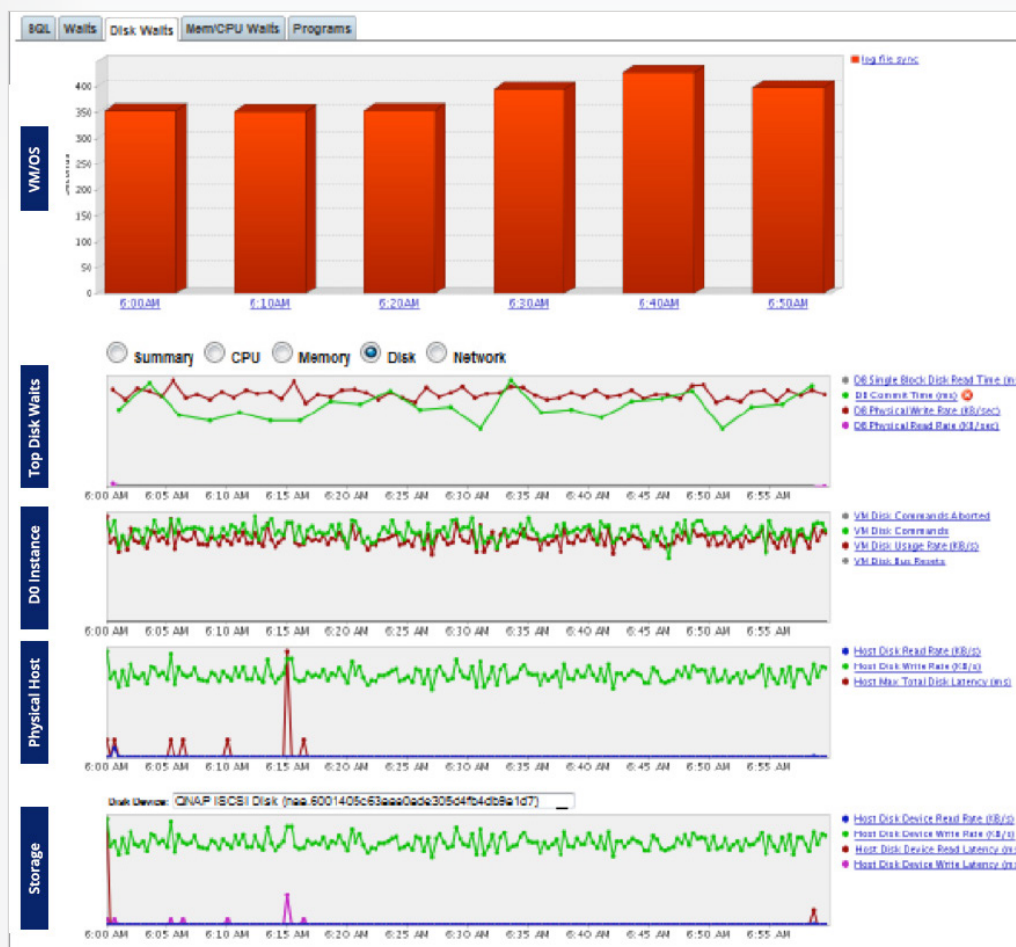 SQL Waits Disk Waits Mem/CPU Waits Programs
log file sync
VM/OS
400
350
300
250
200
150
100
50
0
6:00AM 6:10AM 6:20AM 6:30AM 6:40AM 6:50AM
Summary CPU Memory Disk Network
Top Disk Waits
DB Single Block Disk Read Time (ms
DB Commit Time (ms)
DB Physical Write Rate (KB/sec)
DB Physical Read Rate (KB/sec)
6:00 AM 6:05 AM 6:10 AM 6:15 AM 6:20 AM 6:25 AM 6:30 AM 6:35 AM 6:40 AM 6:45 AM 6:50 AM 6:55 AM
D0 Instance
VM Disk Commands Aborted
VM Disk Commands
VM Disk Usage Rate (KB/s)
VM Disk Bus Resets
6:00 AM 6:05 AM 6:10 AM 6:15 AM 6:20 AM 6:25 AM 6:30 AM 6:35 AM 6:40 AM 6:45 AM 6:50 AM 6:55 AM
Physical Host
Host Disk Read Rate (KB/s)
Host Disk Write Rate (KB/s)
Host Max Total Disk Latency (ms)
6:00 AM 6:05 AM 6:10 AM 6:15 AM 6:20 AM 6:25 AM 6:30 AM 6:35 AM 6:40 AM 6:45 AM 6:50 AM 6:55 AM
Disk Device: QNAP iSCSI Disk
Storage
Host Disk Device Read Rate (KB/s)
Host Disk Device Write Rate (KB/s)
Host Disk Device Read Latency (ms
Host Disk Device Write Latency (ms
6:00 AM 6:05 AM 6:10 AM 6:15 AM 6:20 AM 6:25 AM 6:30 AM 6:35 AM 6:40 AM 6:45 AM 6:50 AM 6:55 AM